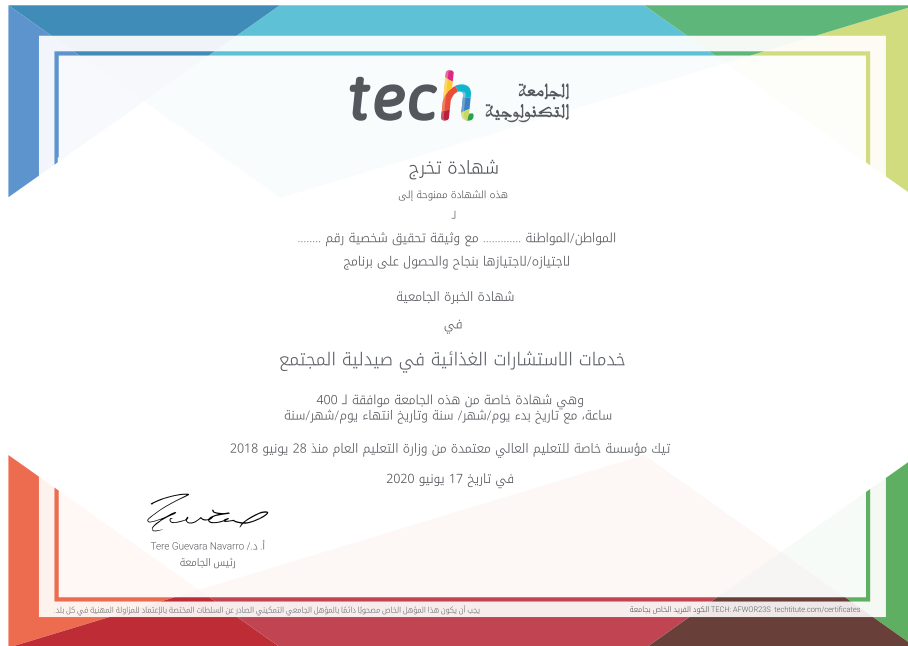 tech
الجامعة
التكنولوجية
شهادة تخرج
هذه الشهادة ممنوحة إلى
لـ
المواطن/المواطنة ............. مع وثيقة تحقيق شخصية رقم ........
لاجتيازه/لاجتيازها بنجاح والحصول على برنامج
شهادة الخبرة الجامعية
في
خدمات الاستشارات الغذائية في صيدلية المجتمع
وهي شهادة خاصة من هذه الجامعة موافقة لـ 400
ساعة، مع تاريخ بدء يوم/شهر/ سنة وتاريخ انتهاء يوم/شهر/سنة
تيك مؤسسة خاصة للتعليم العالي معتمدة من وزارة التعليم العام منذ 28 يونيو 2018
في تاريخ 17 يونيو 2020
أ. د./ Tere Guevara Navarro
رئيس الجامعة
يجب أن يكون هذا المؤهل الخاص مصحوبًا دائمًا بالمؤهل الجامعي التمكيني الصادر عن السلطات المختصة بالإعتماد للمزاولة المهنية في كل بلد.
الكود الفريد الخاص بجامعة TECH: AFWOR23S techtitute.com/certificates